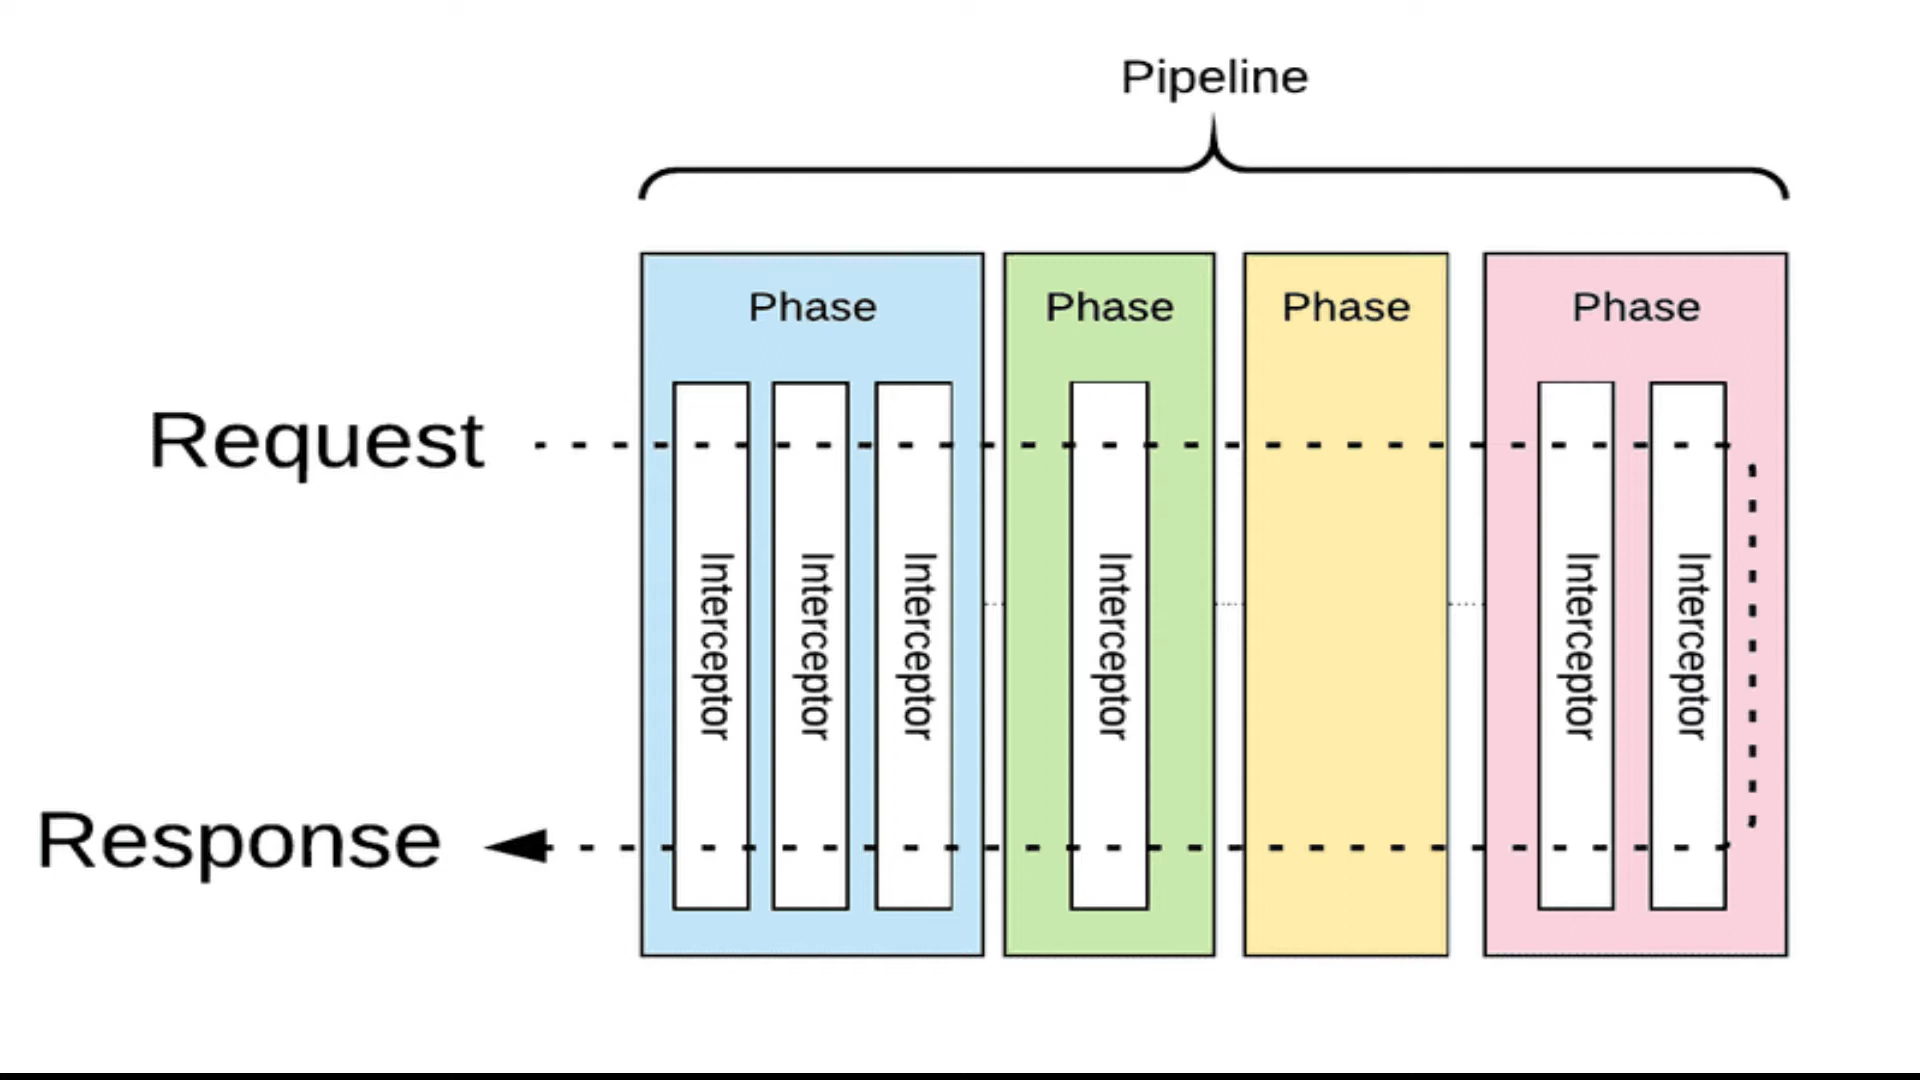 Pipeline
Phase
Phase
Phase
Phase
Request
Interceptor
Interceptor
Interceptor
Interceptor
Interceptor
Interceptor
Response